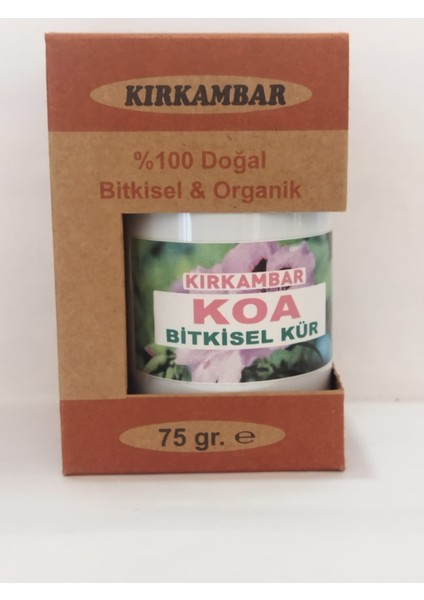 KIRKAMBAR
%100 Doğal
Bitkisel & Organik
KIRKAMBAR
KOA
BİTKİSEL KÜR
75 gr. ℮